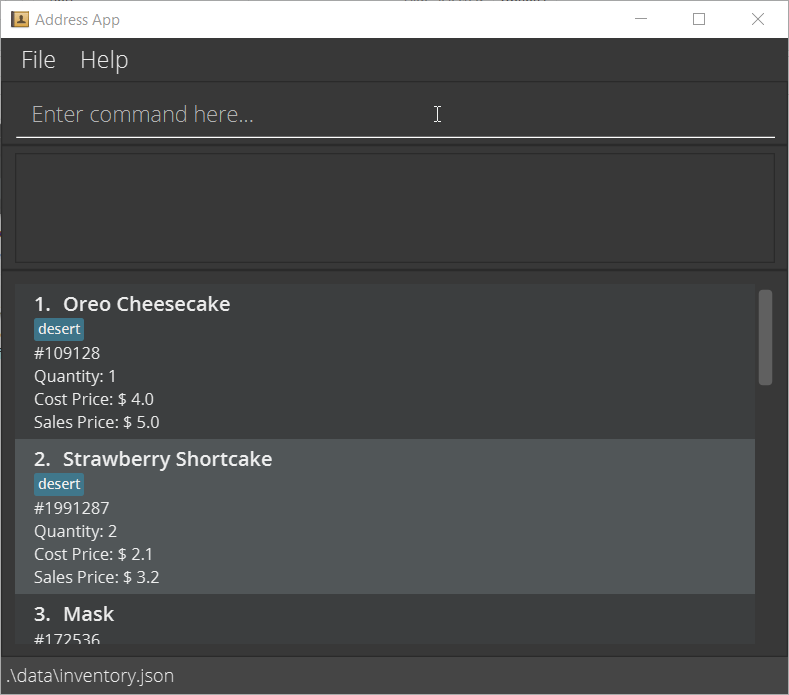 Address App
File Help
Enter command here...
1. Oreo Cheesecake
desert
#109128
Quantity: 1
Cost Price: $ 4.0
Sales Price: $ 5.0
2. Strawberry Shortcake
desert
#1991287
Quantity: 2
Cost Price: $ 2.1
Sales Price: $ 3.2
3. Mask
#172536
.\data\inventory.json